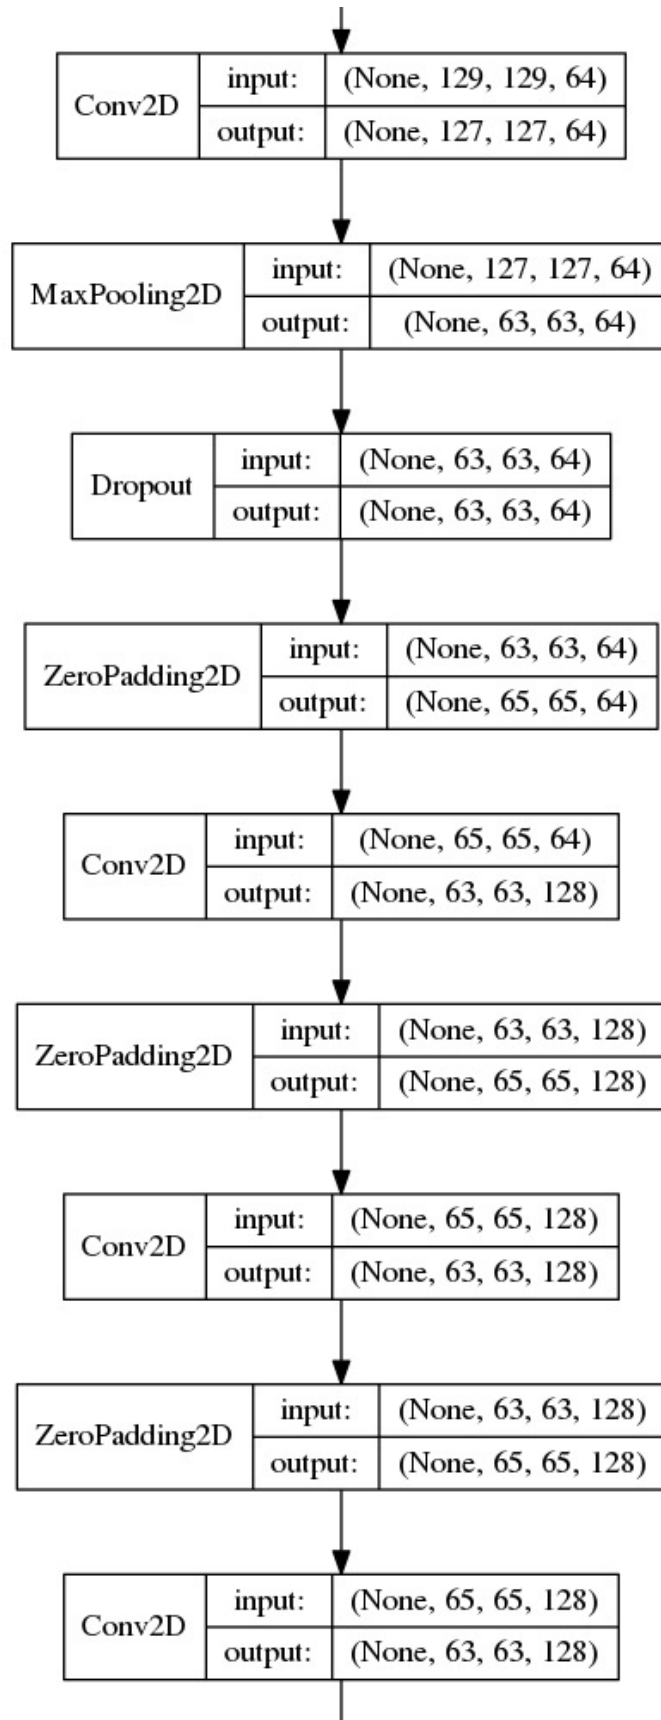 Conv2D input: (None, 129, 129, 64)
output: (None, 127, 127, 64)
MaxPooling2D input: (None, 127, 127, 64)
output: (None, 63, 63, 64)
Dropout input: (None, 63, 63, 64)
output: (None, 63, 63, 64)
ZeroPadding2D input: (None, 63, 63, 64)
output: (None, 65, 65, 64)
Conv2D input: (None, 65, 65, 64)
output: (None, 63, 63, 128)
ZeroPadding2D input: (None, 63, 63, 128)
output: (None, 65, 65, 128)
Conv2D input: (None, 65, 65, 128)
output: (None, 63, 63, 128)
ZeroPadding2D input: (None, 63, 63, 128)
output: (None, 65, 65, 128)
Conv2D input: (None, 65, 65, 128)
output: (None, 63, 63, 128)